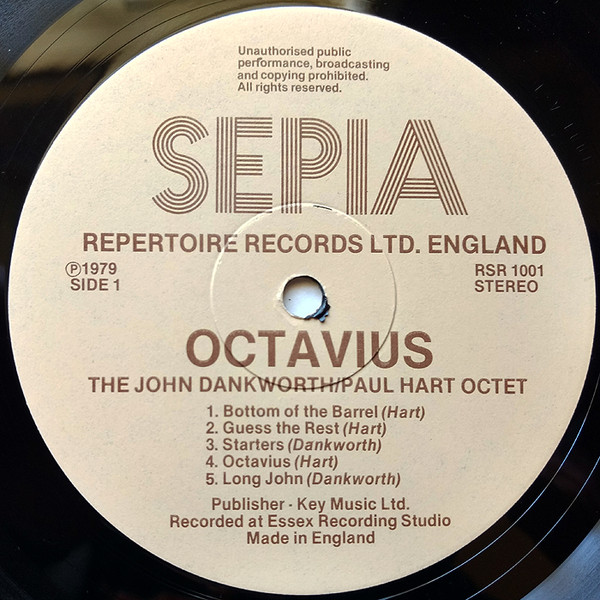 Unauthorised public
performance, broadcasting
and copying prohibited.
All rights reserved.
SEPIA
REPERTOIRE RECORDS LTD. ENGLAND
Ⓟ1979
SIDE 1
RSR 1001
STEREO
OCTAVIUS
THE JOHN DANKWORTH/PAUL HART OCTET
1. Bottom of the Barrel (Hart)
2. Guess the Rest (Hart)
3. Starters (Dankworth)
4. Octavius (Hart)
5. Long John (Dankworth)
Publisher - Key Music Ltd.
Recorded at Essex Recording Studio
Made in England